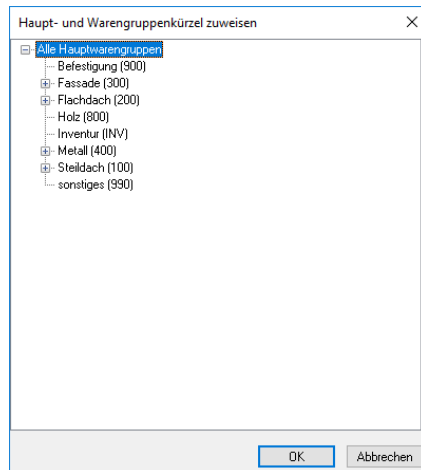 Haupt- und Warengruppenkürzel zuweisen
Alle Hauptwarengruppen
Befestigung (900)
Fassade (300)
Flachdach (200)
Holz (800)
Inventur (INV)
Metall (400)
Steildach (100)
sonstiges (990)
OK Abbrechen